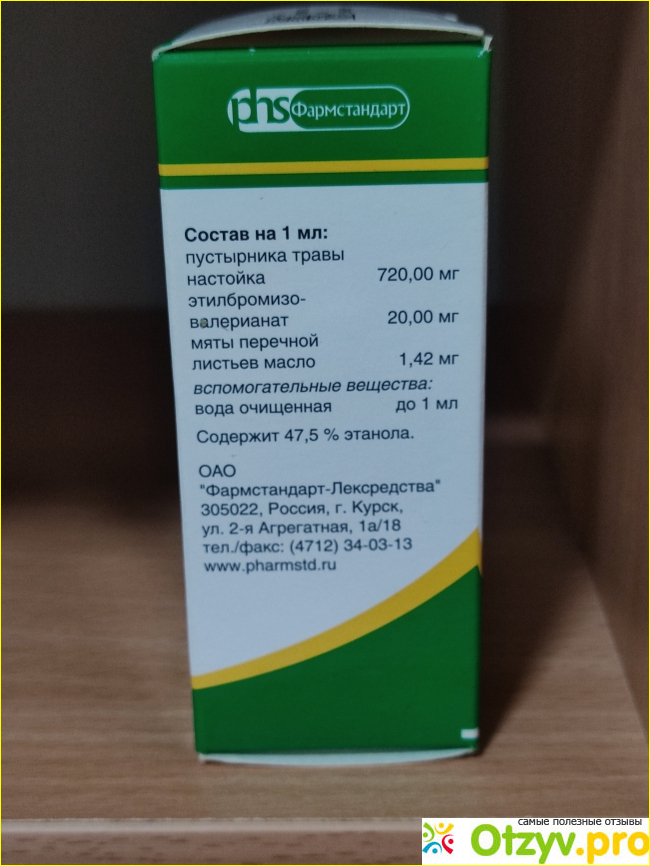 phs Фармстандарт
Состав на 1 мл:
пустырника травы
настойка 720,00 мг
этилбромизо-
валерианат 20,00 мг
мяты перечной
листьев масло 1,42 мг
вспомогательные вещества:
вода очищенная до 1 мл
Содержит 47,5 % этанола.
ОАО
"Фармстандарт-Лексредства"
305022, Россия, г. Курск,
ул. 2-я Агрегатная, 1а/18
тел./факс: (4712) 34-03-13
www.pharmstd.ru
самые полезные отзывы
Otzyv.pro